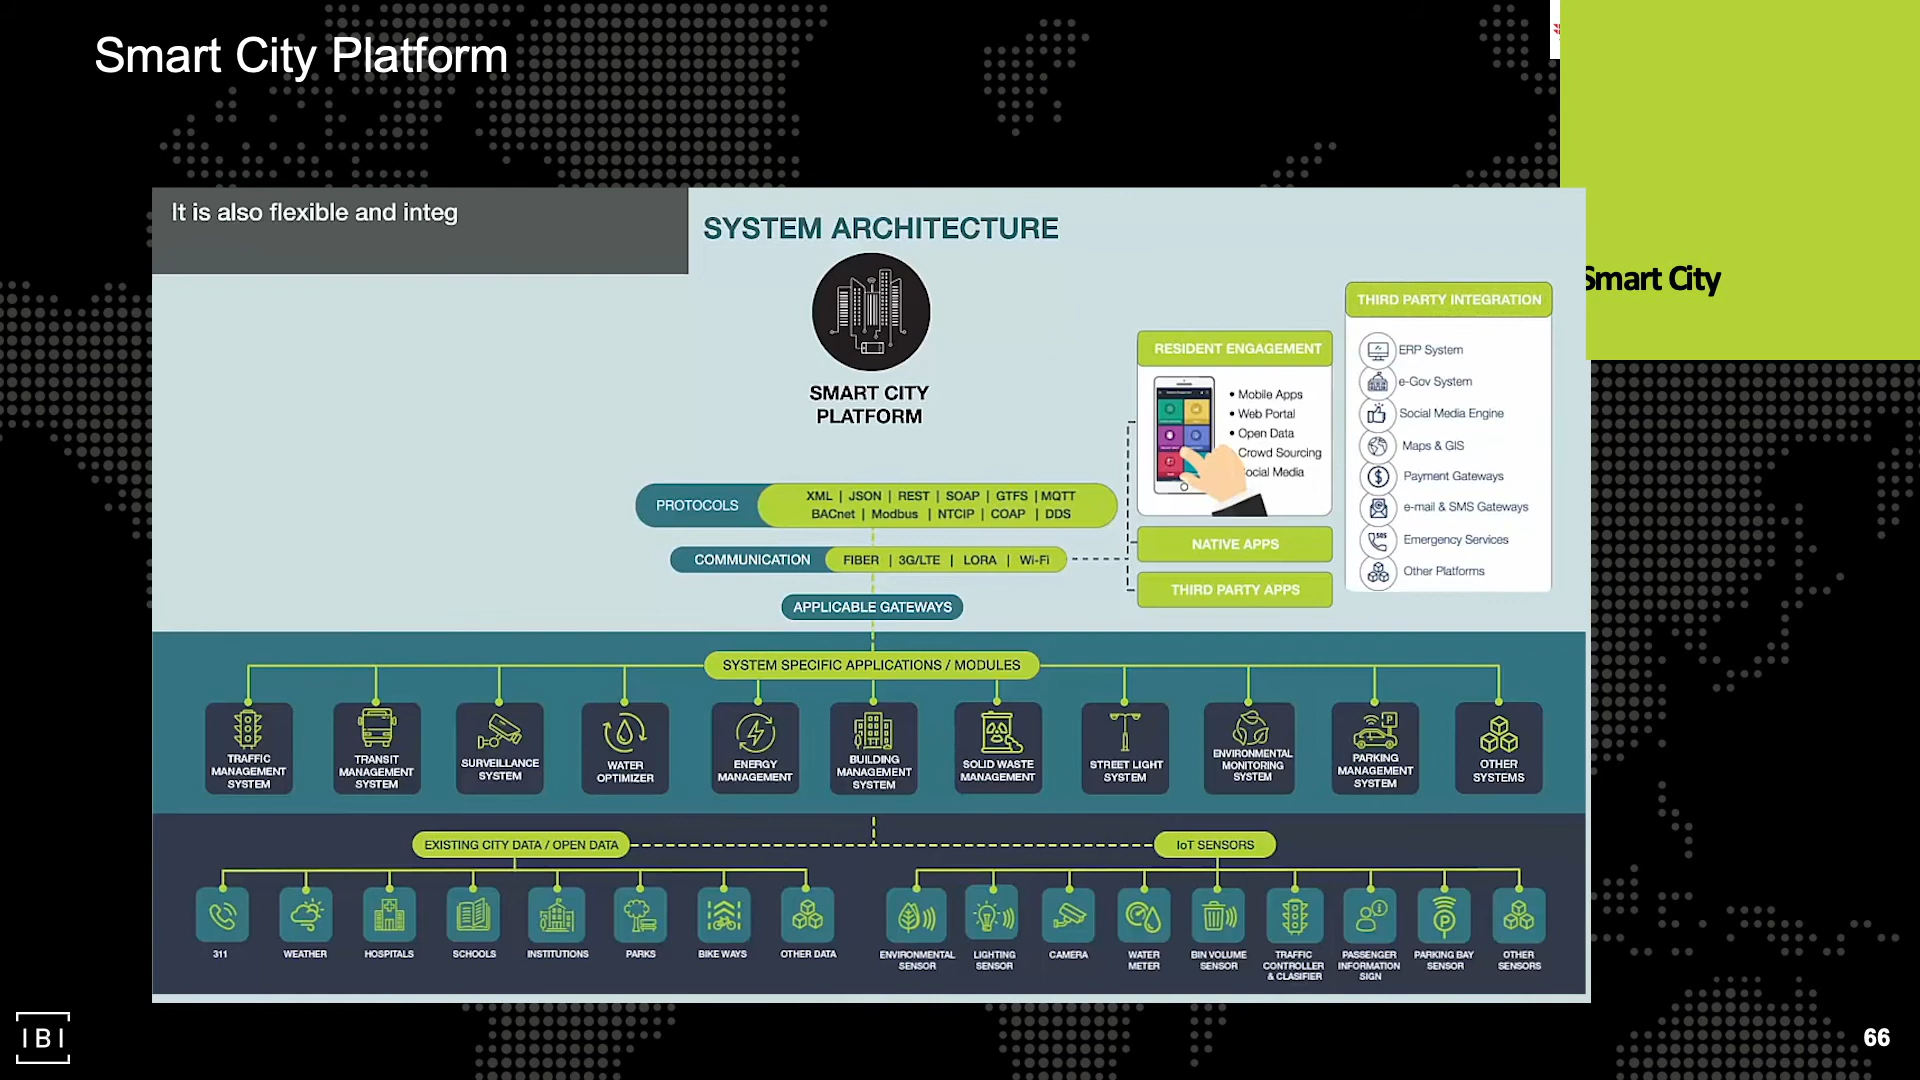 Smart City Platform
It is also flexible and integ
SYSTEM ARCHITECTURE
SMART CITY
PLATFORM
Smart City
THIRD PARTY INTEGRATION
ERP System
e-Gov System
Social Media Engine
Maps & GIS
Payment Gateways
e-mail & SMS Gateways
Emergency Services
Other Platforms
RESIDENT ENGAGEMENT
• Mobile Apps
• Web Portal
• Open Data
Crowd Sourcing
ocial Media
NATIVE APPS
THIRD PARTY APPS
PROTOCOLS
XML | JSON | REST | SOAP | GTFS | MQTT
BACnet | Modbus | NTCIP | COAP | DDS
COMMUNICATION
FIBER | 3G/LTE | LORA | Wi-Fi
APPLICABLE GATEWAYS
SYSTEM SPECIFIC APPLICATIONS / MODULES
TRAFFIC
MANAGEMENT
SYSTEM
TRANSIT
MANAGEMENT
SYSTEM
SURVEILLANCE
SYSTEM
WATER
OPTIMIZER
ENERGY
MANAGEMENT
BUILDING
MANAGEMENT
SYSTEM
SOLID WASTE
MANAGEMENT
STREET LIGHT
SYSTEM
ENVIRONMENTAL
MONITORING
SYSTEM
P
PARKING
MANAGEMENT
SYSTEM
OTHER
SYSTEMS
EXISTING CITY DATA / OPEN DATA
IoT SENSORS
311
WEATHER
HOSPITALS
SCHOOLS
INSTITUTIONS
PARKS
BIKE WAYS
OTHER DATA
ENVIRONMENTAL
SENSOR
LIGHTING
SENSOR
CAMERA
WATER
METER
BIN VOLUME
SENSOR
TRAFFIC
CONTROLLER
& CLASIFIER
PASSENGER
INFORMATION
SIGN
P
PARKING BAY
SENSOR
OTHER
SENSORS
IBI
66